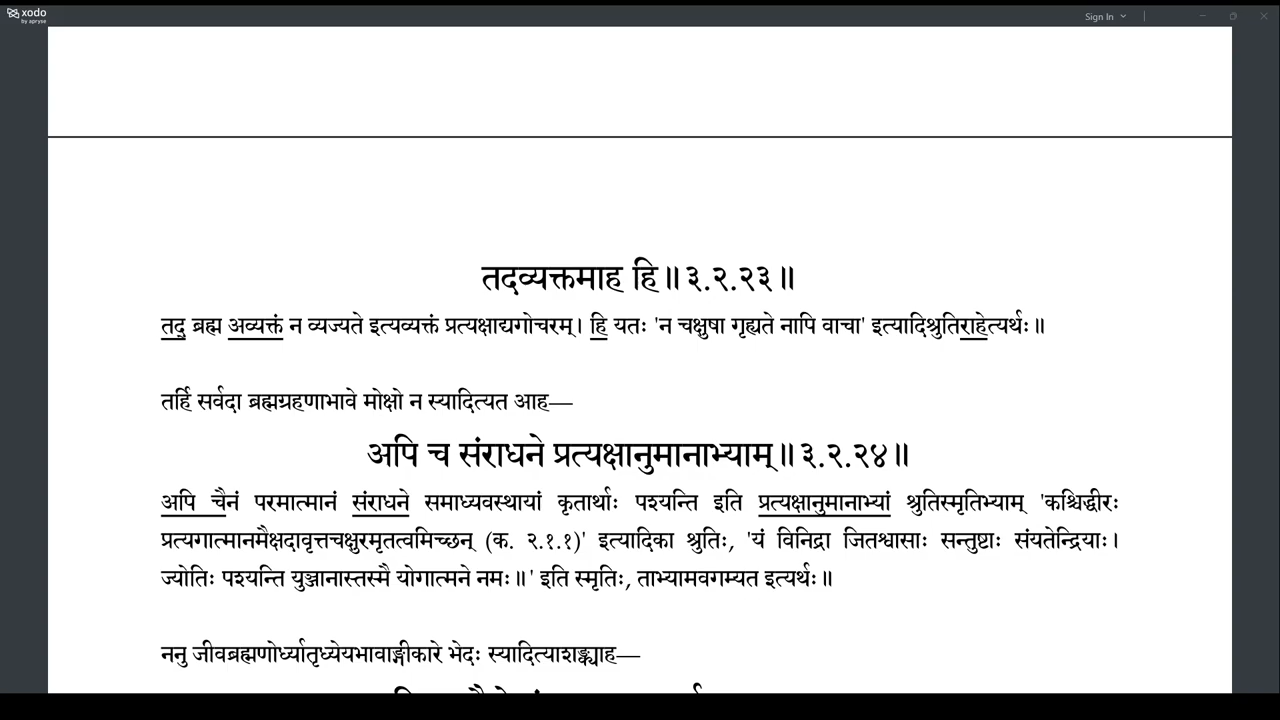 xodo
by apryse
Sign In
तदव्यक्तमाह हि॥३.२.२३॥
तद् ब्रह्म अव्यक्तं न व्यज्यते इत्यव्यक्तं प्रत्यक्षाद्यगोचरम्। हि यतः 'न चक्षुषा गृह्यते नापि वाचा' इत्यादिश्रुतिराहेत्यर्थः॥
तर्हि सर्वदा ब्रह्मग्रहणाभावे मोक्षो न स्यादित्यत आह—
अपि च संराधने प्रत्यक्षानुमानाभ्याम्॥३.२.२४॥
अपि चैनं परमात्मानं संराधने समाध्यवस्थायां कृतार्थाः पश्यन्ति इति प्रत्यक्षानुमानाभ्यां श्रुतिस्मृतिभ्याम् 'कश्चिद्धीरः
प्रत्यगात्मानमैक्षदावृत्तचक्षुरमृतत्वमिच्छन् (क. २.१.१)' इत्यादिका श्रुतिः, 'यं विनिद्रा जितश्वासाः सन्तुष्टाः संयतेन्द्रियाः।
ज्योतिः पश्यन्ति युञ्जानास्तस्मै योगात्मने नमः॥' इति स्मृतिः, ताभ्यामवगम्यत इत्यर्थः॥
ननु जीवब्रह्मणोर्ध्यातृध्येयभावाङ्गीकारे भेदः स्यादित्याशङ्क्याह—